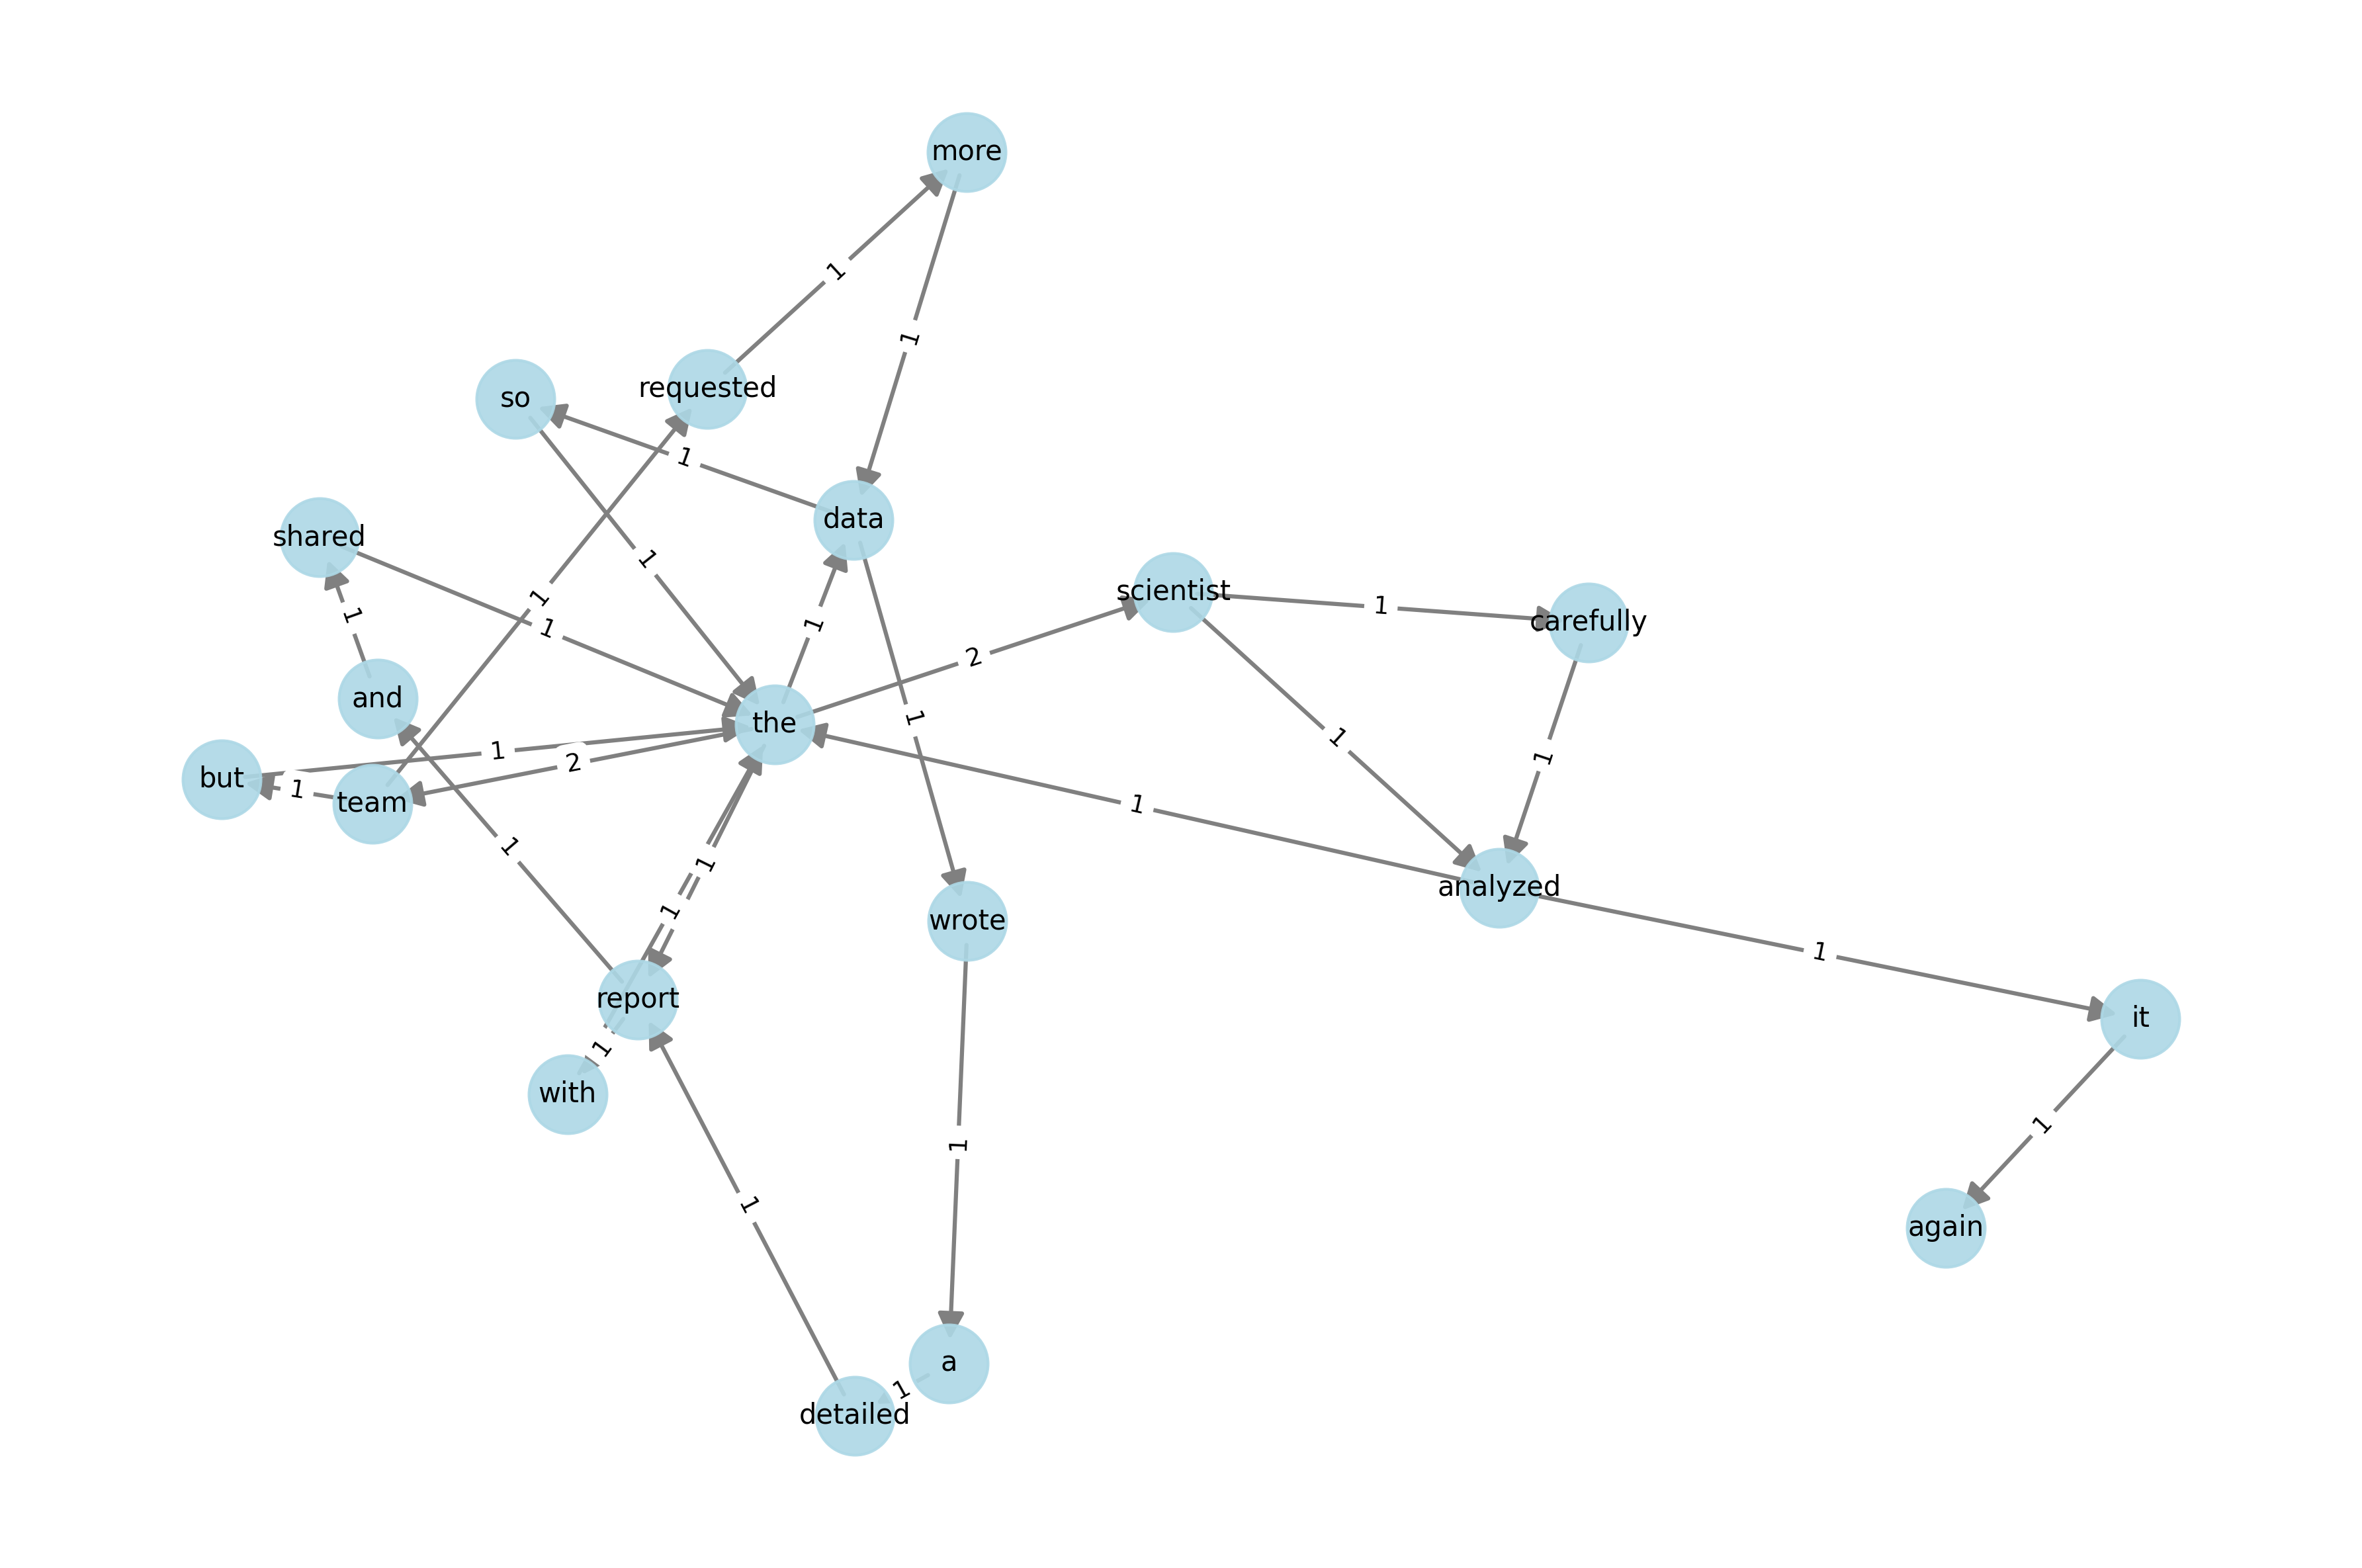 more
1
1
requested
so
1
data
shared
1
1
scientist
1
carefully
1
1
1
2
and
1
the
1
1
1
2
but
1
team
1
1
1
analyzed
1
1
wrote
1
report
it
1
with
1
1
1
again
a
1
detailed